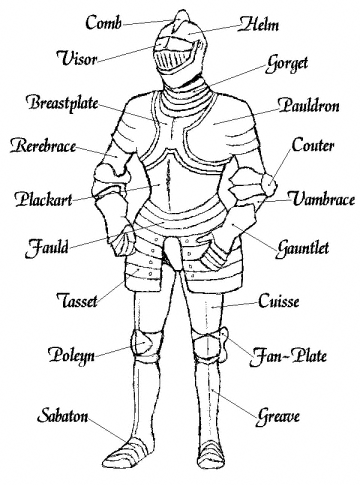 Comb
Helm
Visor
Gorget
Breastplate
Pauldron
Rerebrace
Couter
Plackart
Vambrace
Fauld
Gauntlet
Tasset
Cuisse
Poleyn
Fan-Plate
Sabaton
Greave